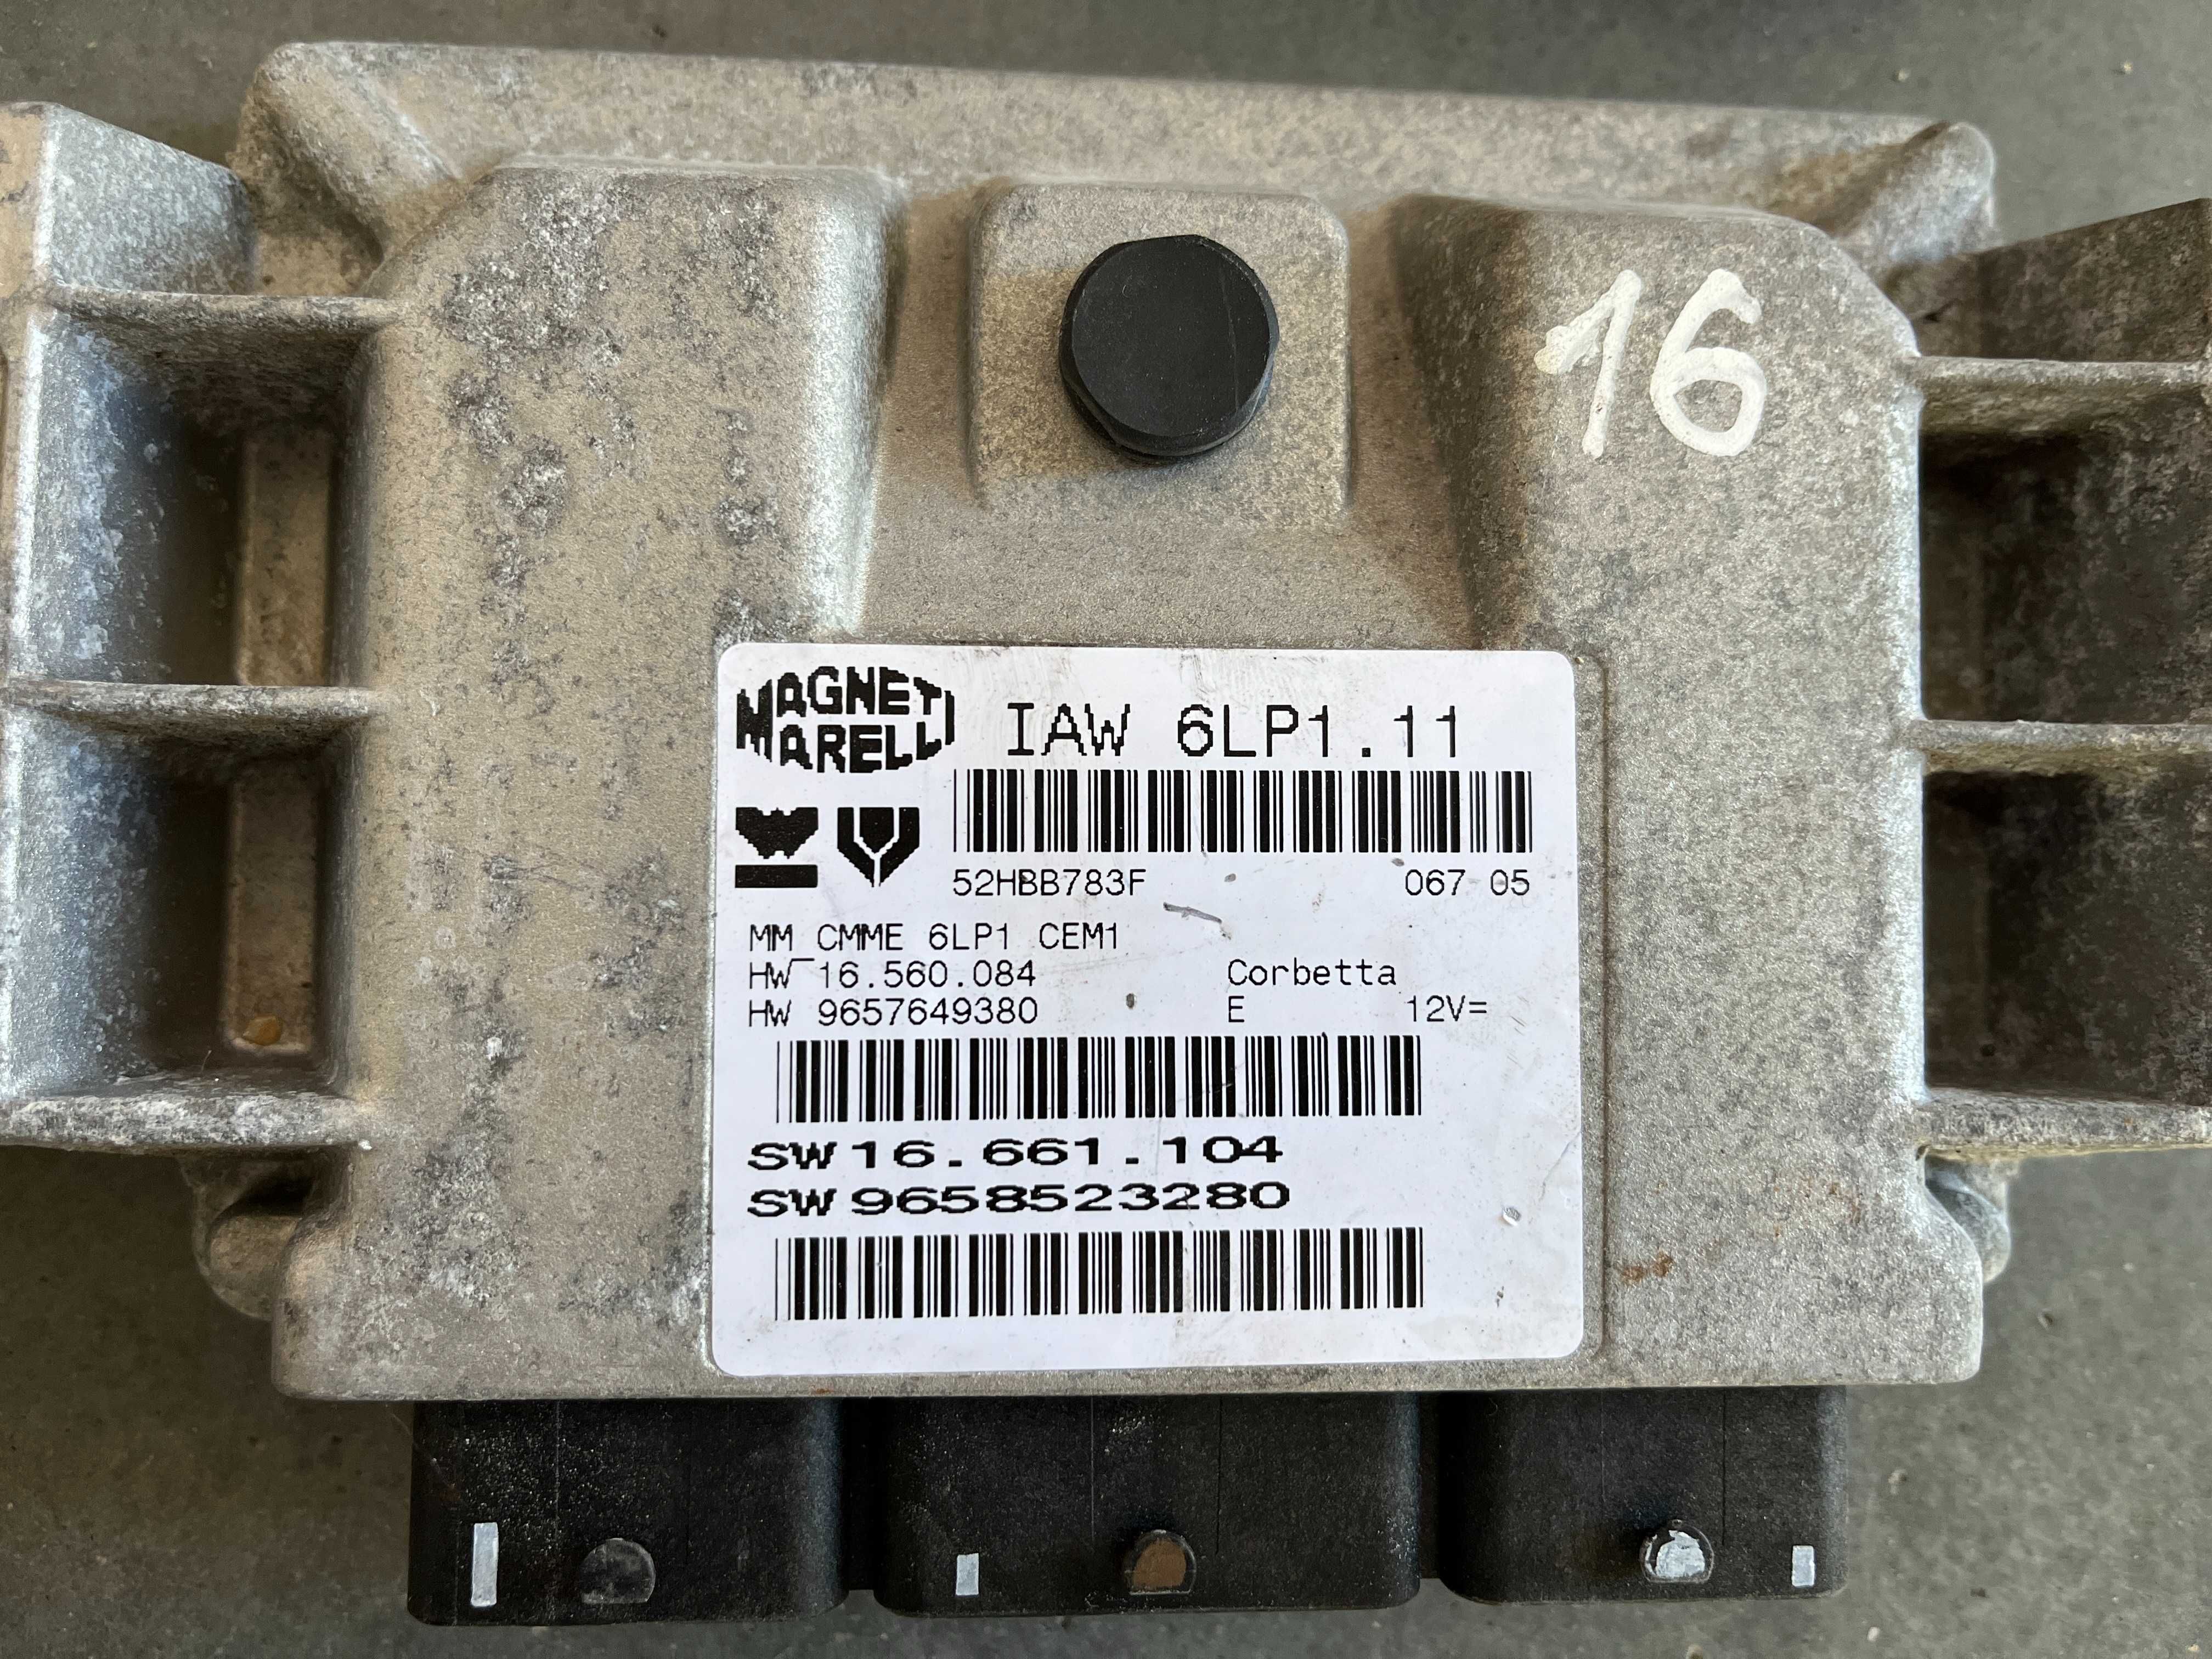 16
MAGNETI
MARELLI
IAW 6LP1.11
52HBB783F 067 05
MM CMME 6LP1 CEM1
HW 16.560.084 Corbetta
HW 9657649380 E 12V=
SW 16.661.104
SW 9658523280